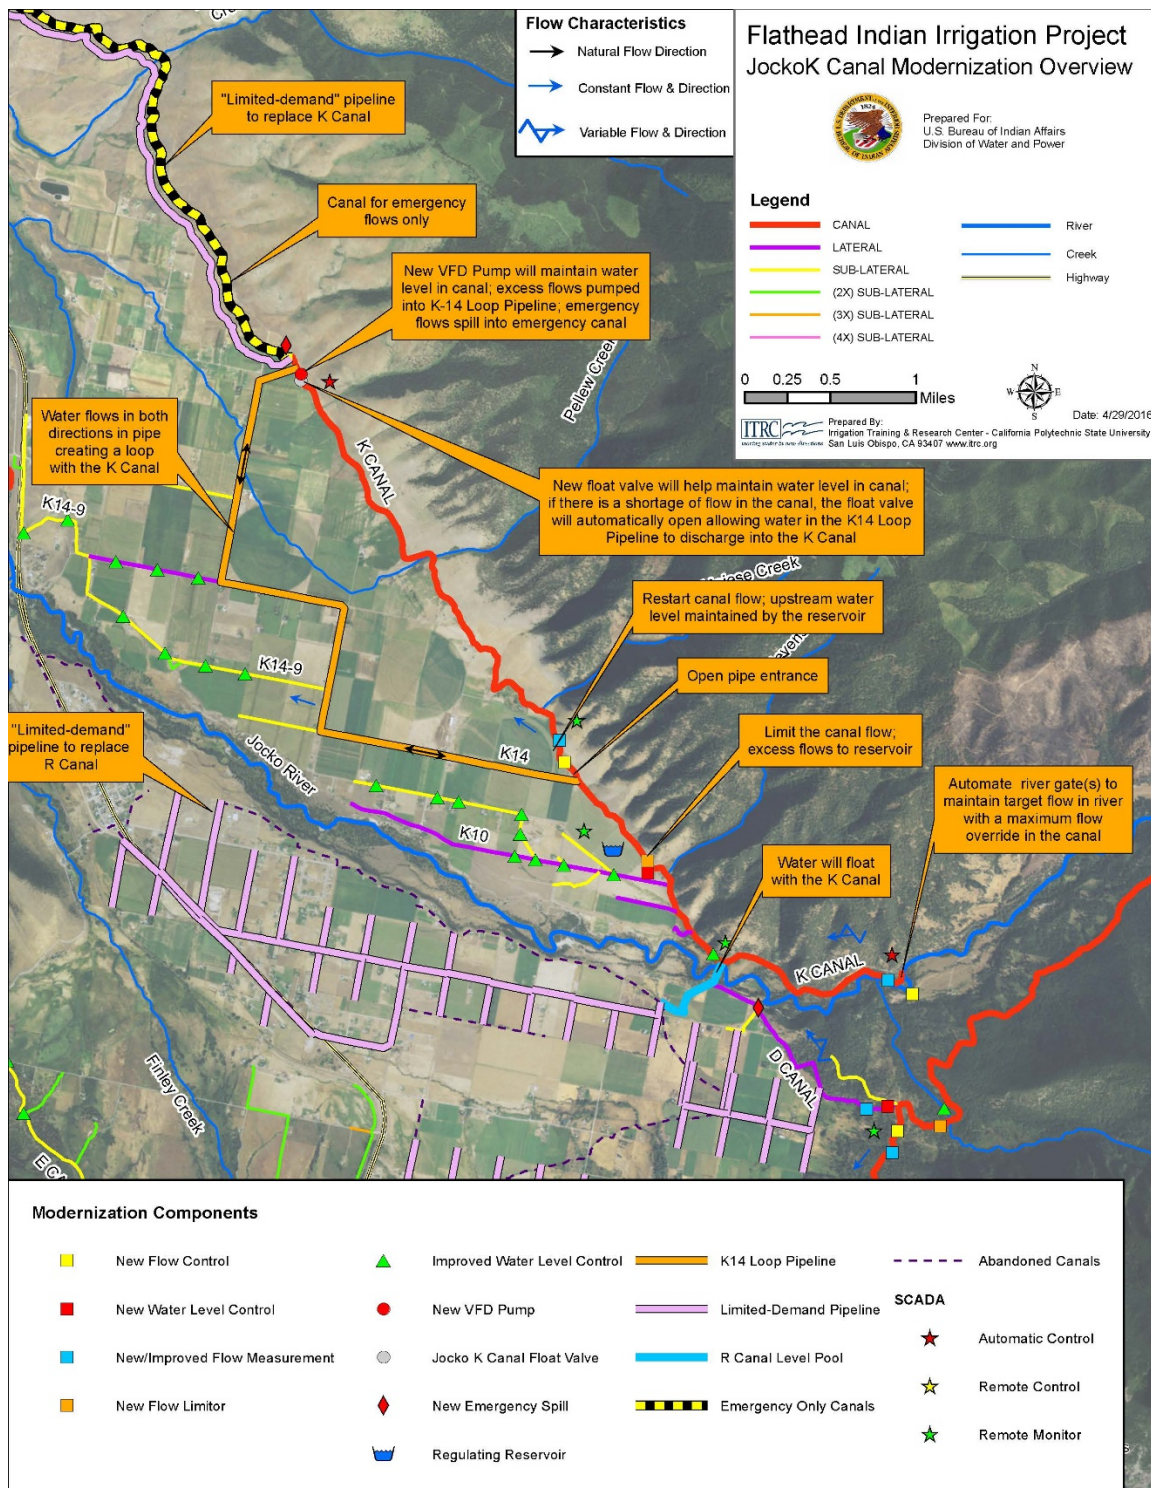 Flow Characteristics
Natural Flow Direction
Constant Flow & Direction
Variable Flow & Direction
Flathead Indian Irrigation Project
JockoK Canal Modernization Overview
Prepared For:
U.S. Bureau of Indian Affairs
Division of Water and Power
Legend
CANAL
LATERAL
SUB-LATERAL
(2X) SUB-LATERAL
(3X) SUB-LATERAL
(4X) SUB-LATERAL
River
Creek
Highway
0 0.25 0.5 1
Miles
N
W E
S
Date: 4/29/2016
ITRC
Prepared By:
Irrigation Training & Research Center - California Polytechnic State University
San Luis Obispo, CA 93407 www.itrc.org
"Limited-demand" pipeline
to replace K Canal
Canal for emergency
flows only
New VFD Pump will maintain water
level in canal; excess flows pumped
into K-14 Loop Pipeline; emergency
flows spill into emergency canal
Pellew Creek
Water flows in both
directions in pipe
creating a loop
with the K Canal
K CANAL
New float valve will help maintain water level in canal;
if there is a shortage of flow in the canal, the float valve
will automatically open allowing water in the K14 Loop
Pipeline to discharge into the K Canal
K14-9
Creek
Restart canal flow; upstream water
level maintained by the reservoir
K14-9
Open pipe entrance
"Limited-demand"
pipeline to replace
R Canal
Jocko River
K14
Limit the canal flow;
excess flows to reservoir
Automate river gate(s) to
maintain target flow in river
with a maximum flow
override in the canal
K10
Water will float
with the K Canal
K CANAL
D CANAL
Finley Creek
E CA
Modernization Components
New Flow Control
New Water Level Control
New/Improved Flow Measurement
New Flow Limitor
Improved Water Level Control
New VFD Pump
Jocko K Canal Float Valve
New Emergency Spill
Regulating Reservoir
K14 Loop Pipeline
Limited-Demand Pipeline
R Canal Level Pool
Emergency Only Canals
Abandoned Canals
SCADA
Automatic Control
Remote Control
Remote Monitor